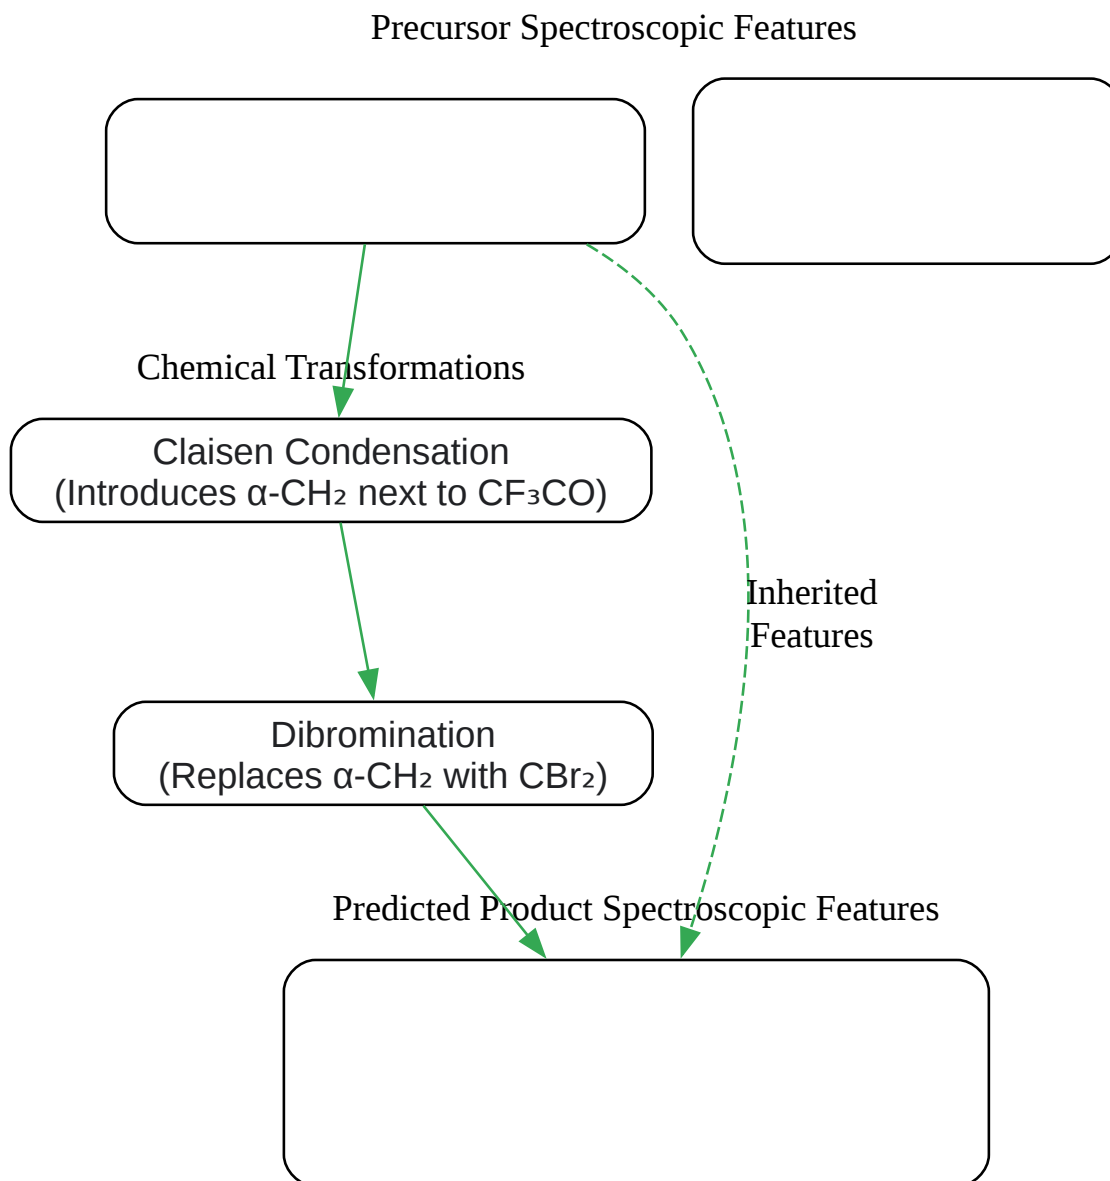 Precursor Spectroscopic Features
Chemical Transformations
Claisen Condensation
(Introduces α-CH₂ next to CF₃CO)
Inherited
Features
Dibromination
(Replaces α-CH₂ with CBr₂)
Predicted Product Spectroscopic Features